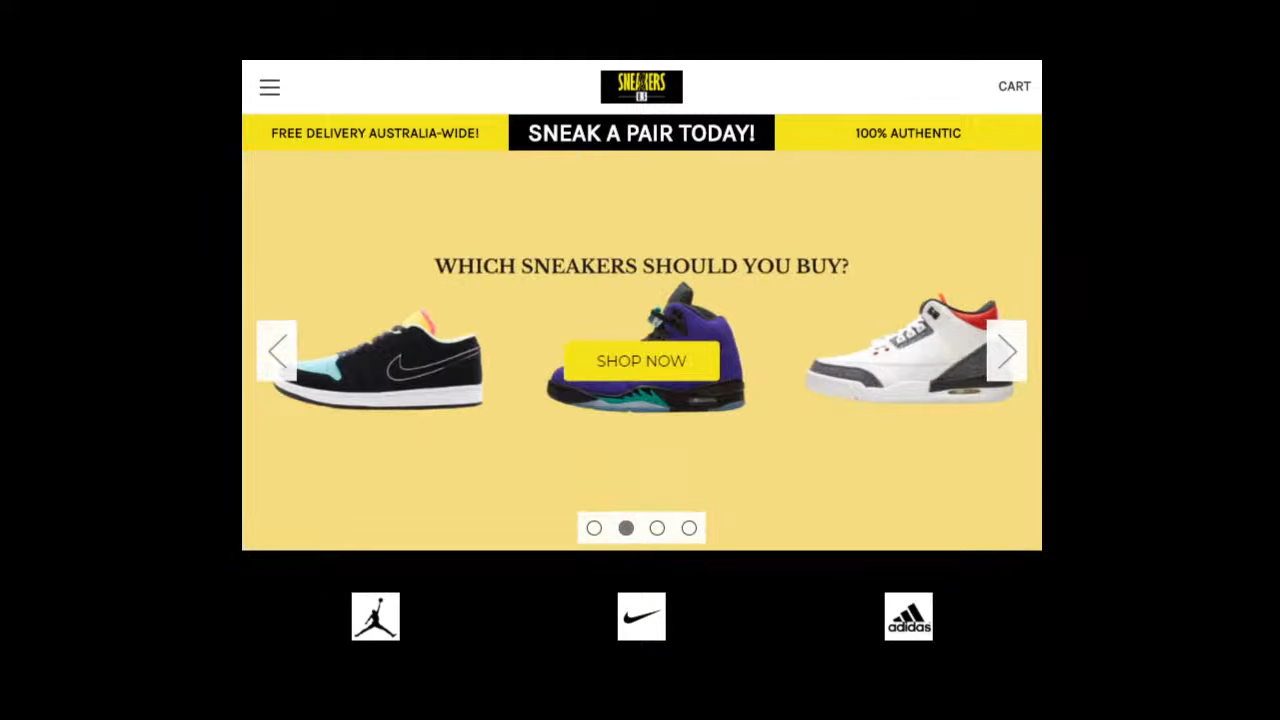 SNEAKERS
CART
FREE DELIVERY AUSTRALIA-WIDE!
SNEAK A PAIR TODAY!
100% AUTHENTIC
WHICH SNEAKERS SHOULD YOU BUY?
SHOP NOW
adidas